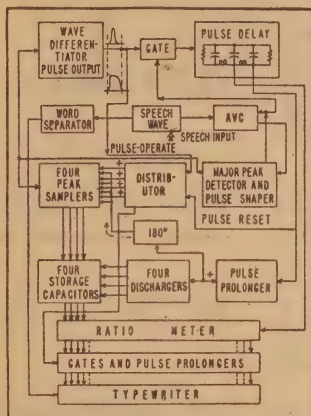 WAVE
DIFFEREN-
TIATOR
PULSE OUTPUT
GATE
PULSE DELAY
WORD
SEPARATOR
SPEECH
WAVE
AVC
SPEECH INPUT
PULSE-OPERATE
FOUR
PEAK
SAMPLERS
DISTRIB-
UTOR
MAJOR PEAK
DETECTOR AND
PULSE SHAPER
PULSE RESET
180°
FOUR
STORAGE
CAPACITORS
FOUR
DISCHARGERS
PULSE
PROLONGER
RATIO METER
GATES AND PULSE PROLONGERS
TYPEWRITER